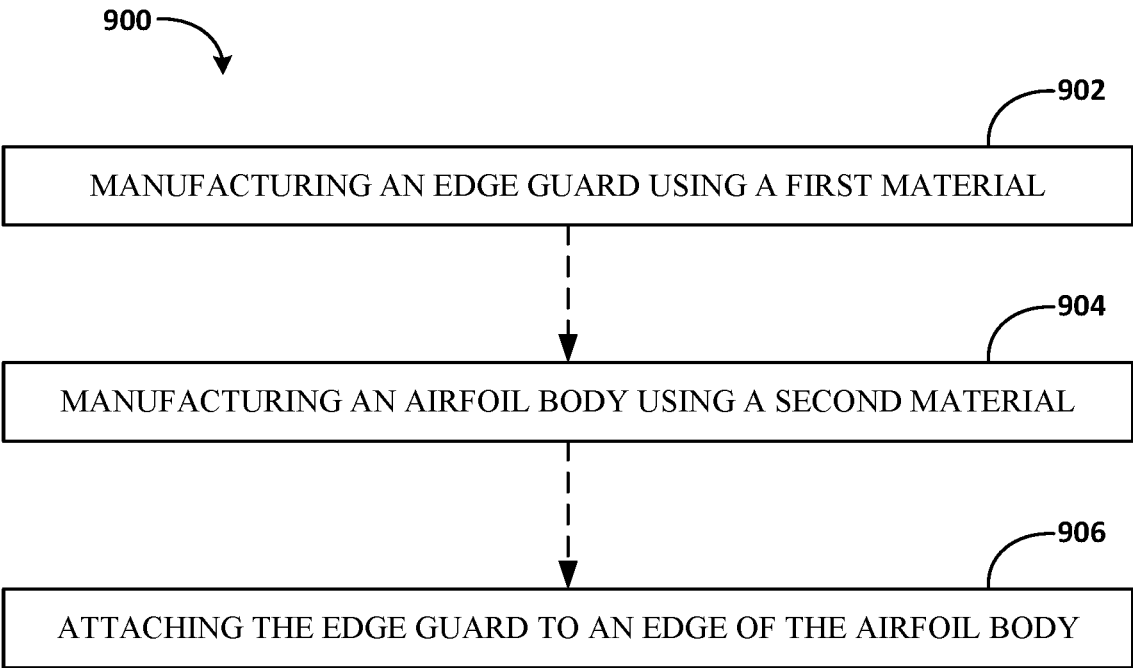 900
902
MANUFACTURING AN EDGE GUARD USING A FIRST MATERIAL
904
MANUFACTURING AN AIRFOIL BODY USING A SECOND MATERIAL
906
ATTACHING THE EDGE GUARD TO AN EDGE OF THE AIRFOIL BODY